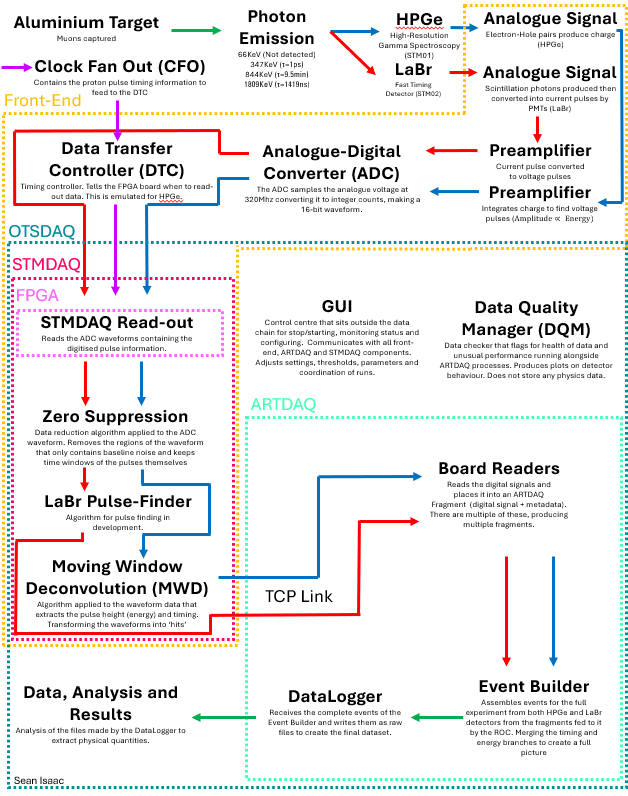 Aluminium Target
Muons captured
Photon
Emission
66KeV (Not detected)
347KeV (τ=1ps)
844KeV (τ=9.5min)
1809KeV (τ=1419ns)
HPGe
High-Resolution
Gamma Spectroscopy
(STM01)
LaBr
Fast Timing
Detector (STM02)
Analogue Signal
Electron-Hole pairs produce charge
(HPGe)
Analogue Signal
Scintillation photons produced then
converted into current pulses by
PMTs (LaBr)
Clock Fan Out (CFO)
Contains the proton pulse timing information to
feed to the DTC
Front-End
Data Transfer
Controller (DTC)
Timing controller. Tells the FPGA board when to read-
out data. This is emulated for HPGe.
Analogue-Digital
Converter (ADC)
The ADC samples the analogue voltage at
320Mhz converting it to integer counts, making a
16-bit waveform.
Preamplifier
Current pulse converted
to voltage pulses
Preamplifier
Integrates charge to find voltage
pulses (Amplitude ∝ Energy)
OTSDAQ
STMDAQ
FPGA
STMDAQ Read-out
Reads the ADC waveforms containing the
digitised pulse information.
GUI
Control centre that sits outside the data
chain for stop/starting, monitoring status and
configuring. Communicates with all front-
end, ARTDAQ and STMDAQ components.
Adjusts settings, thresholds, parameters and
coordination of runs.
Data Quality
Manager (DQM)
Data checker that flags for health of data and
unusual performance running alongside
ARTDAQ processes. Produces plots on detector
behaviour. Does not store any physics data.
Zero Suppression
Data reduction algorithm applied to the ADC
waveform. Removes the regions of the waveform
that only contains baseline noise and keeps
time windows of the pulses themselves
ARTDAQ
LaBr Pulse-Finder
Algorithm for pulse finding in
development.
Board Readers
Reads the digital signals and
places it into an ARTDAQ
Fragment (digital signal + metadata).
There are multiple of these, producing
multiple fragments.
Moving Window
Deconvolution (MWD)
Algorithm applied to the waveform data that
extracts the pulse height (energy) and timing.
Transforming the waveforms into 'hits'
TCP Link
Data, Analysis and
Results
Analysis of the files made by the DataLogger to
extract physical quantities.
DataLogger
Receives the complete events of the
Event Builder and writes them as raw
files to create the final dataset.
Event Builder
Assembles events for the full
experiment from both HPGe and LaBr
detectors from the fragments fed to it
by the ROC. Merging the timing and
energy branches to create a full
picture
Sean Isaac